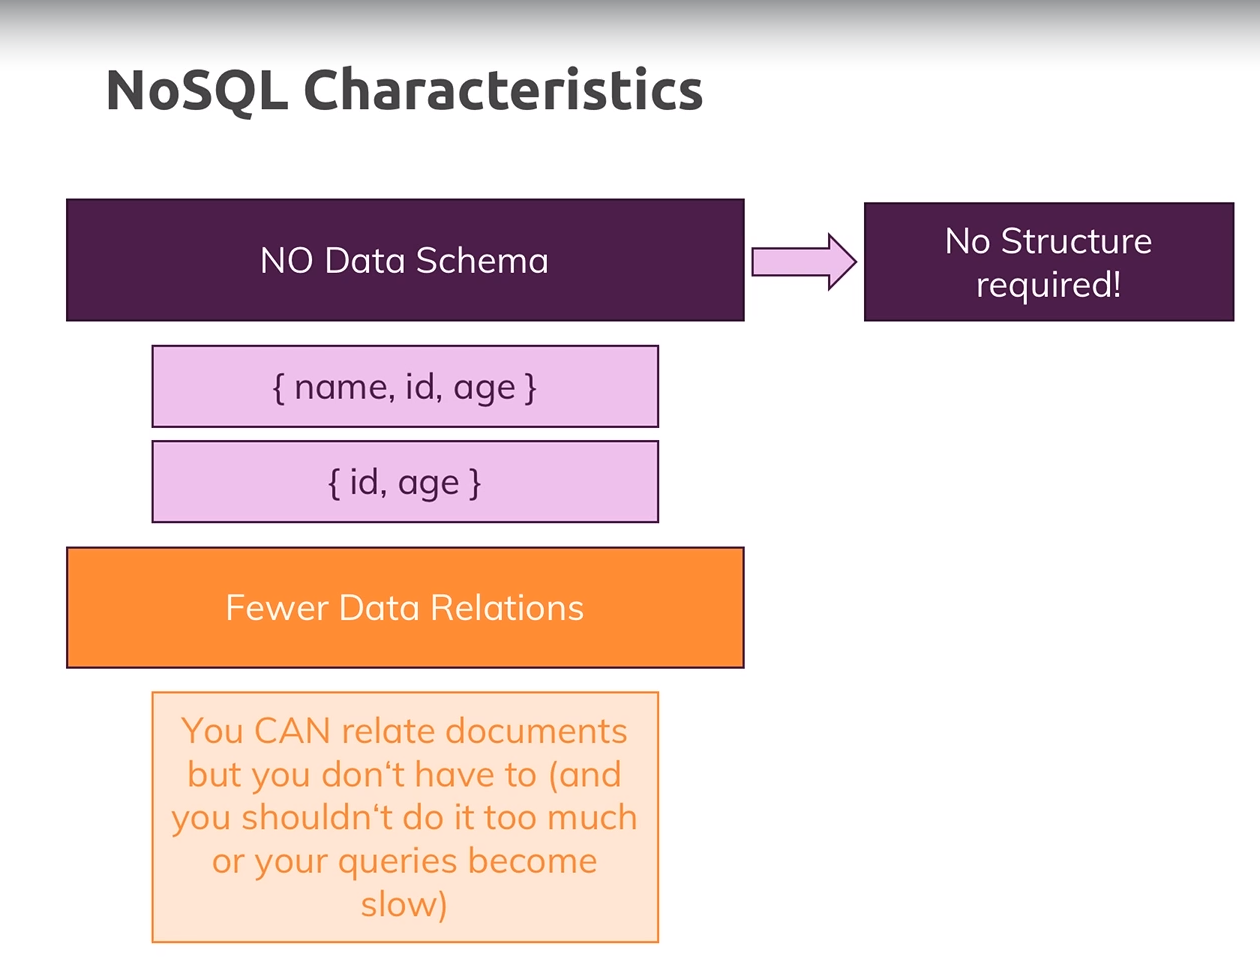 NoSQL Characteristics
NO Data Schema
No Structure
required!
{ name, id, age }
{ id, age }
Fewer Data Relations
You CAN relate documents
but you don‘t have to (and
you shouldn‘t do it too much
or your queries become
slow)